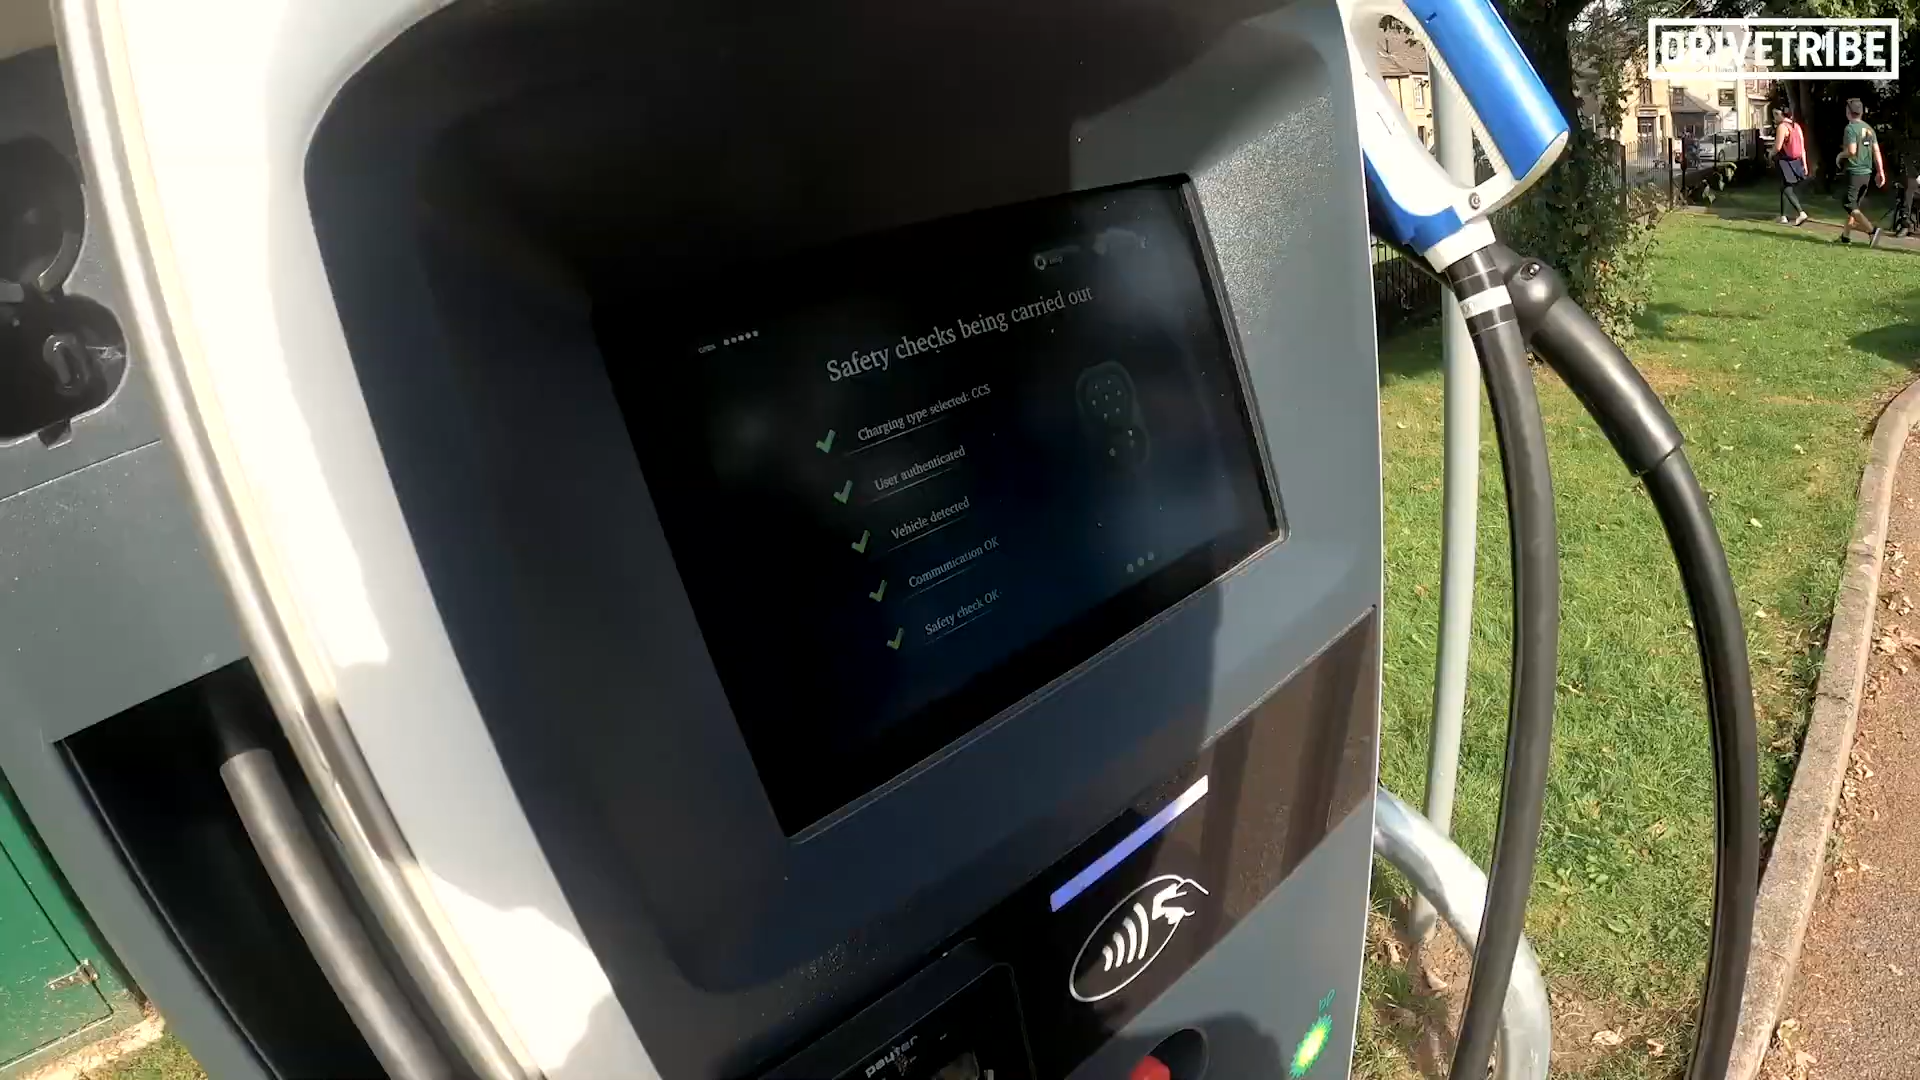 DRIVETRIBE
Safety checks being carried out
Charging type selected: CCS
User authenticated
Vehicle detected
Communication OK
Safety check OK
payter
bp